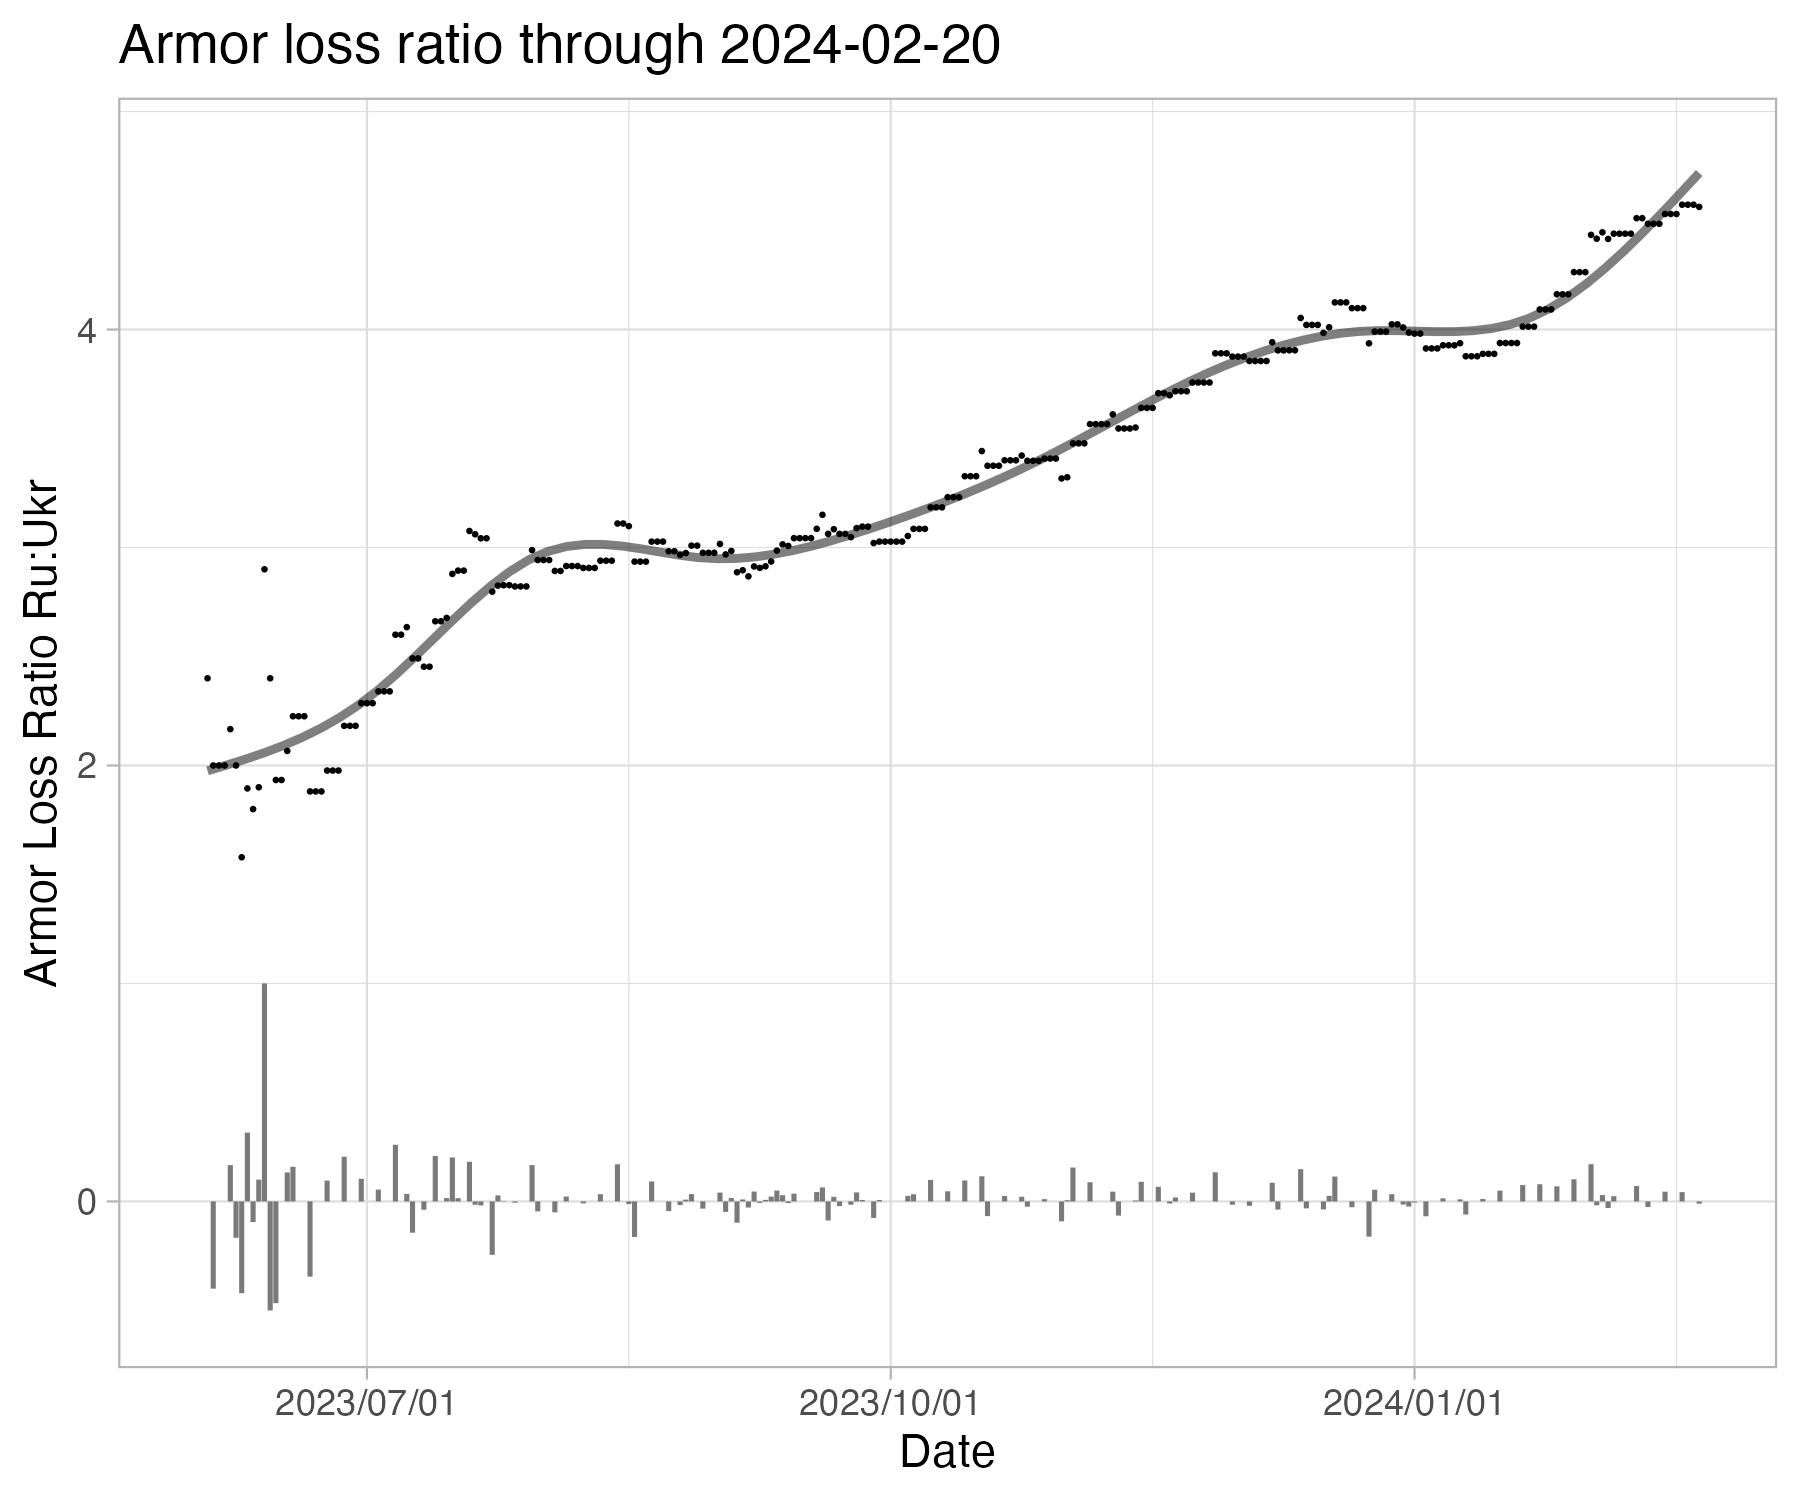 Armor loss ratio through 2024-02-20
Armor Loss Ratio Ru:Ukr
4
2
0
2023/07/01
2023/10/01
2024/01/01
Date